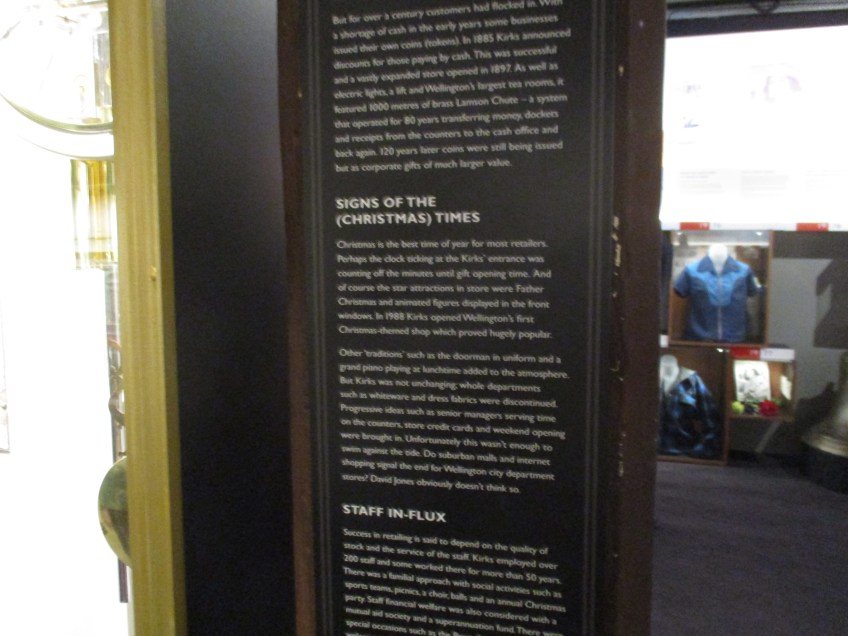 But for over a century customers had flocked in. With
a shortage of cash in the early years some businesses
issued their own coins (tokens). In 1885 Kirks announced
discounts for those paying by cash. This was successful
and a vastly expanded store opened in 1897. As well as
electric lights, a lift and Wellington's largest tea rooms, it
featured 1000 metres of brass Lamson Chute – a system
that operated for 80 years transferring money, dockets
and receipts from the counters to the cash office and
back again. 120 years later coins were still being issued
but as corporate gifts of much larger value.
SIGNS OF THE
(CHRISTMAS) TIMES
Christmas is the best time of year for most retailers.
Perhaps the clock ticking at the Kirks' entrance was
counting off the minutes until gift opening time. And
of course the star attractions in store were Father
Christmas and animated figures displayed in the front
windows. In 1988 Kirks opened Wellington's first
Christmas-themed shop which proved hugely popular.
Other 'traditions' such as the doorman in uniform and a
grand piano playing at lunchtime added to the atmosphere.
But Kirks was not unchanging; whole departments
such as whiteware and dress fabrics were discontinued.
Progressive ideas such as senior managers serving time
on the counters, store credit cards and weekend opening
were brought in. Unfortunately this wasn't enough to
swim against the tide. Do suburban malls and internet
shopping signal the end for Wellington city department
stores? David Jones obviously doesn't think so.
STAFF IN-FLUX
Success in retailing is said to depend on the quality of
stock and the service of the staff. Kirks employed over
200 staff and some worked there for more than 50 years.
There was a familial approach with social activities such as
sports teams, picnics, a choir, balls and an annual Christmas
party. Staff financial welfare was also considered with a
mutual aid society and a superannuation fund. There were
special occasions such as the